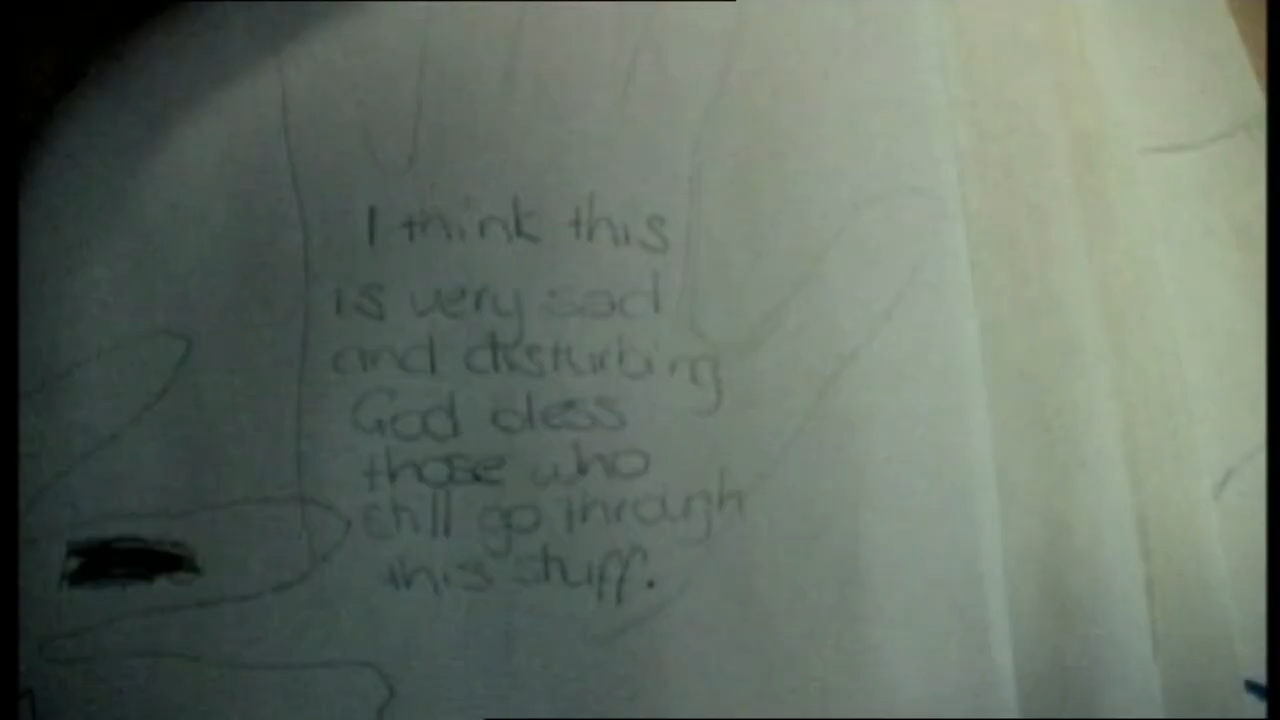 I think this
is very sad
and disturbing
God bless
those who
still go through
this stuff.